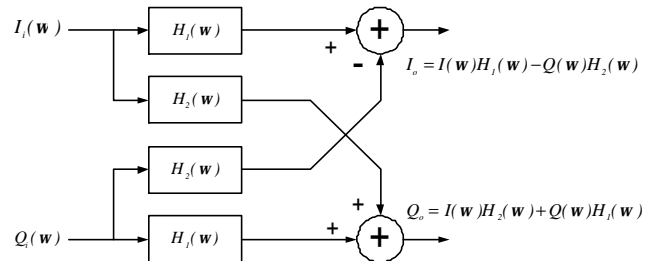 I_i(w)
H_1(w)
+
+
-
I_o = I(w)H_1(w) – Q(w)H_2(w)
H_2(w)
H_2(w)
+
Q_o = I(w)H_2(w) + Q(w)H_1(w)
Q_i(w)
H_1(w)
+
+